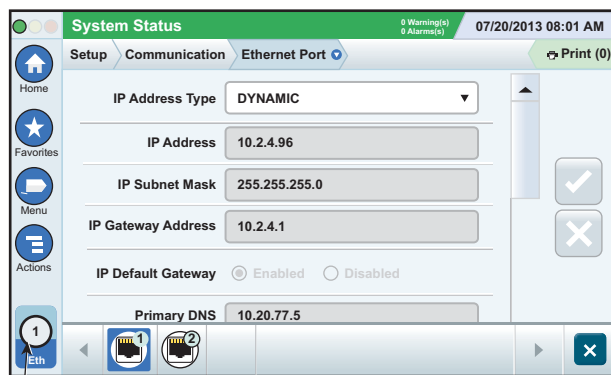 System Status
0 Warning(s)
0 Alarms(s)
07/20/2013 08:01 AM
Setup
Communication
Ethernet Port
Print (0)
Home
Favorites
Menu
Actions
IP Address Type
DYNAMIC
IP Address
10.2.4.96
IP Subnet Mask
255.255.255.0
IP Gateway Address
10.2.4.1
IP Default Gateway
Enabled
Disabled
Primary DNS
10.20.77.5
1
Eth
1
2